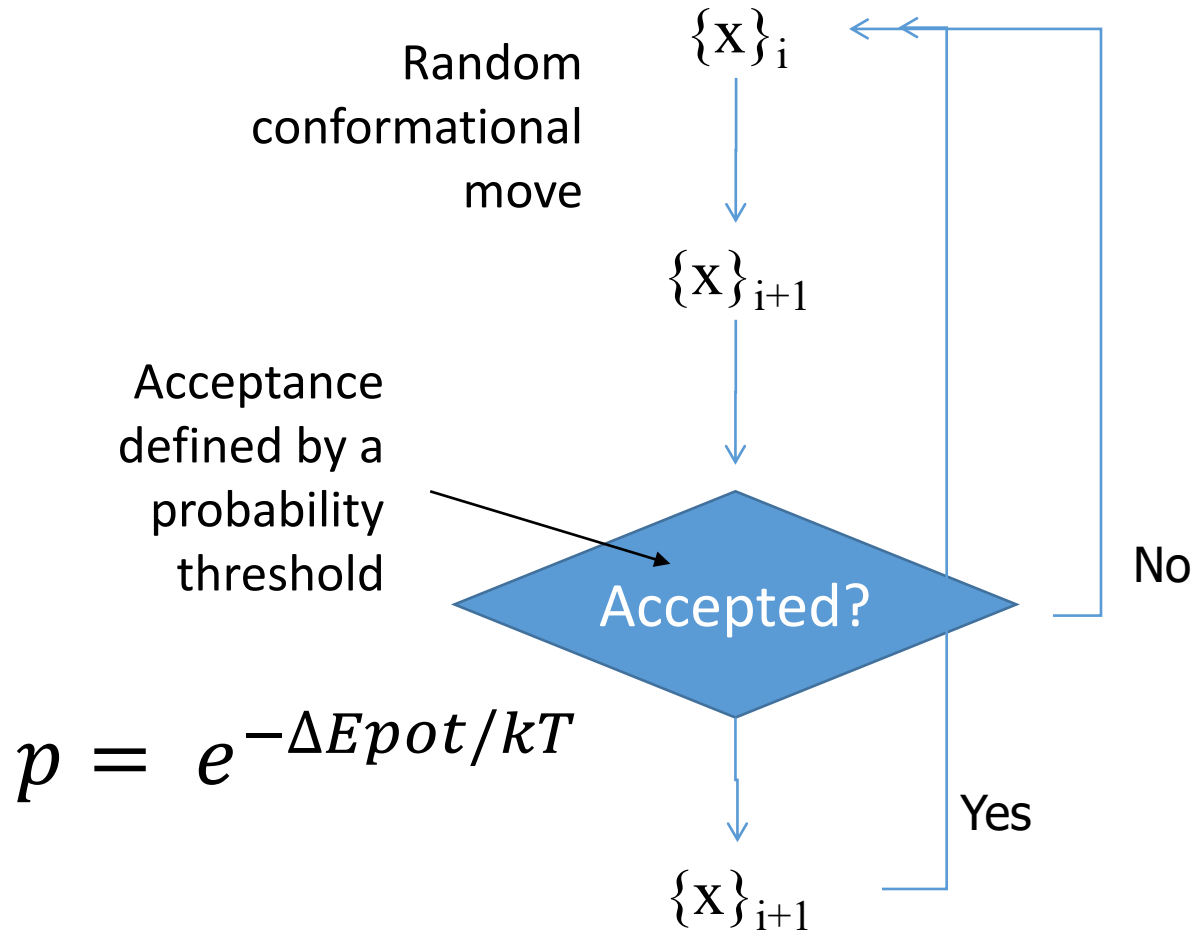 {x}i
Random
conformational
move
{x}i+1
Acceptance
defined by a
probability
threshold
No
Accepted?
p = e^−ΔEpot/kT
Yes
{x}i+1